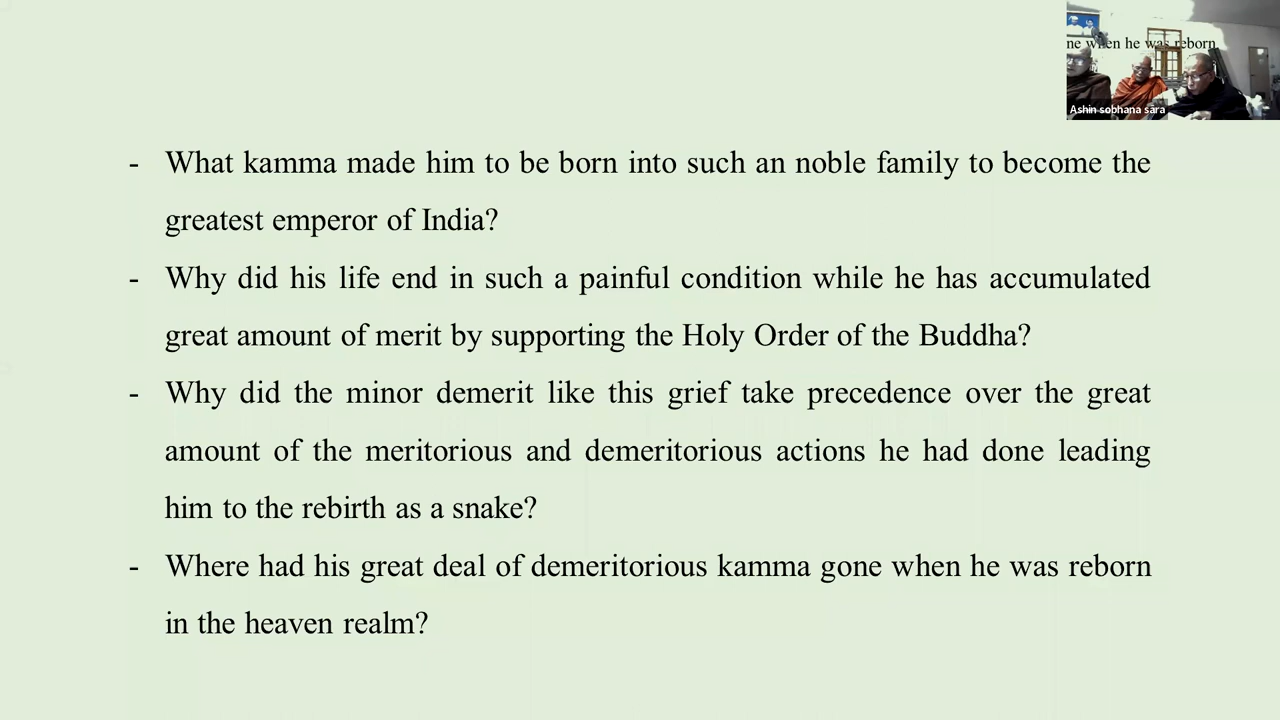 ne when he was reborn
Ashin sobhana sara
- What kamma made him to be born into such an noble family to become the
greatest emperor of India?
- Why did his life end in such a painful condition while he has accumulated
great amount of merit by supporting the Holy Order of the Buddha?
- Why did the minor demerit like this grief take precedence over the great
amount of the meritorious and demeritorious actions he had done leading
him to the rebirth as a snake?
- Where had his great deal of demeritorious kamma gone when he was reborn
in the heaven realm?